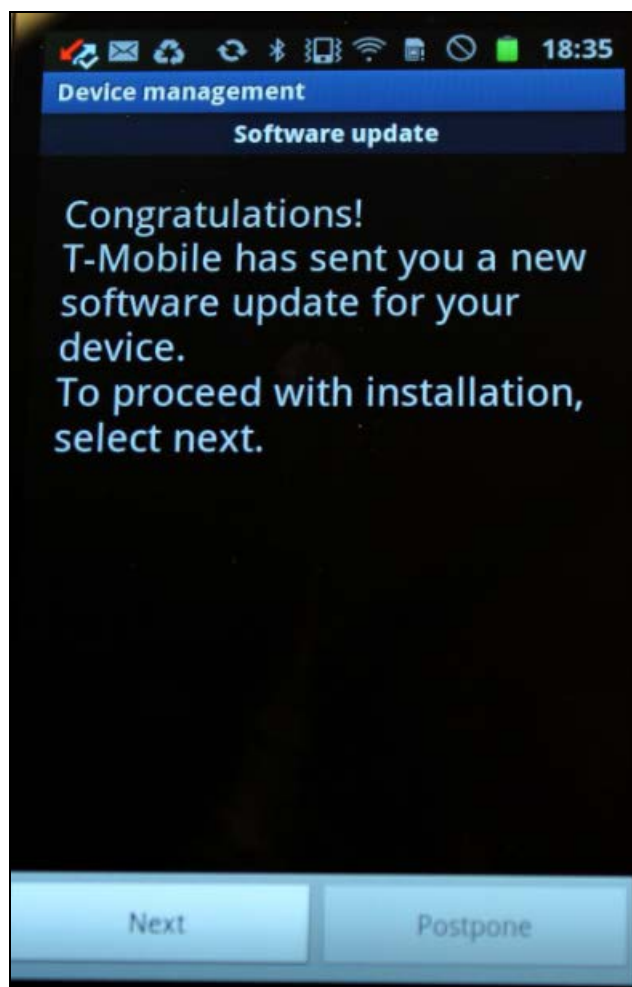 18:35
Device management
Software update
Congratulations!
T-Mobile has sent you a new
software update for your
device.
To proceed with installation,
select next.
Next
Postpone